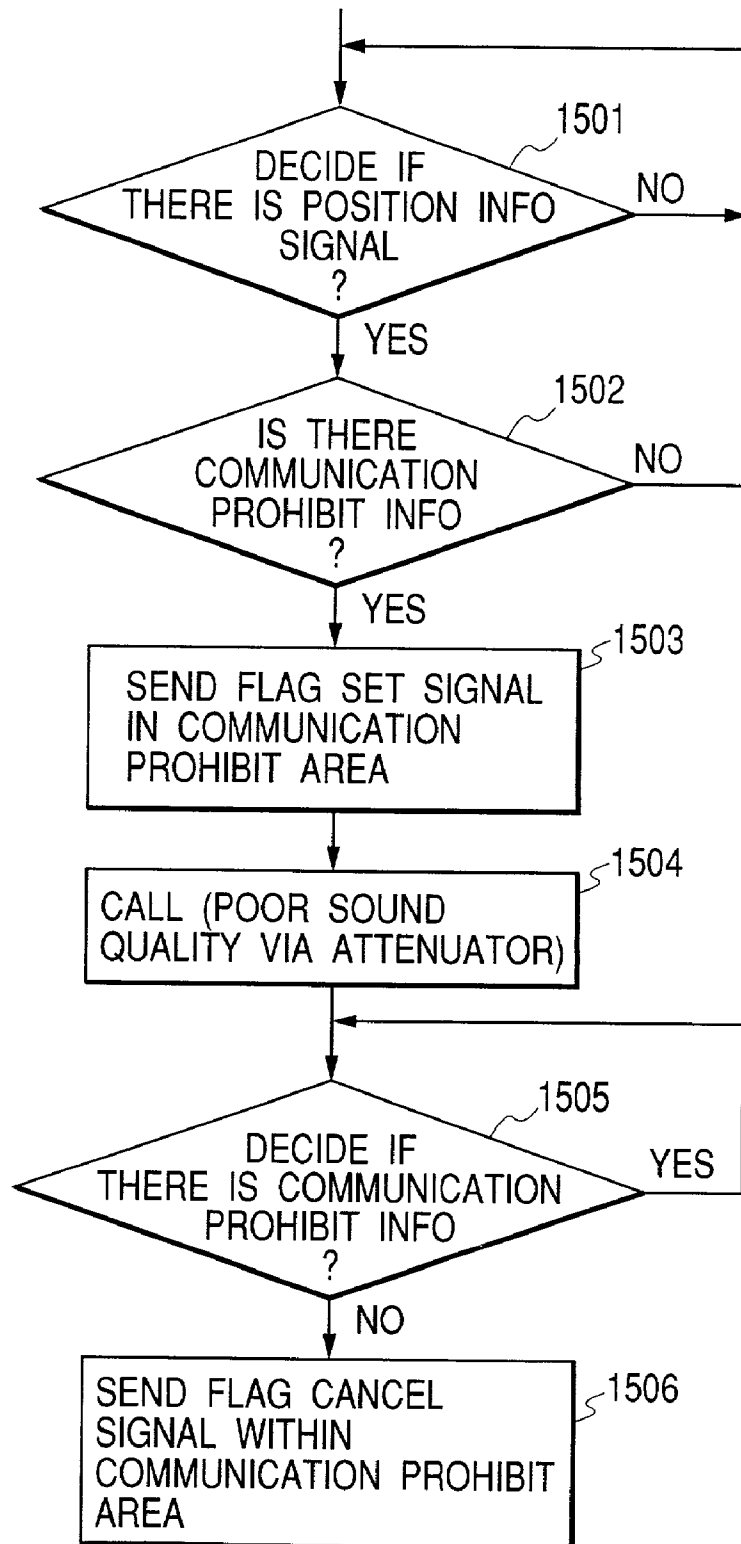 1501
DECIDE IF
THERE IS POSITION INFO
SIGNAL
?
NO
YES
1502
IS THERE
COMMUNICATION
PROHIBIT INFO
?
NO
YES
1503
SEND FLAG SET SIGNAL
IN COMMUNICATION
PROHIBIT AREA
1504
CALL (POOR SOUND
QUALITY VIA ATTENUATOR)
1505
DECIDE IF
THERE IS COMMUNICATION
PROHIBIT INFO
?
YES
NO
1506
SEND FLAG CANCEL
SIGNAL WITHIN
COMMUNICATION PROHIBIT
AREA